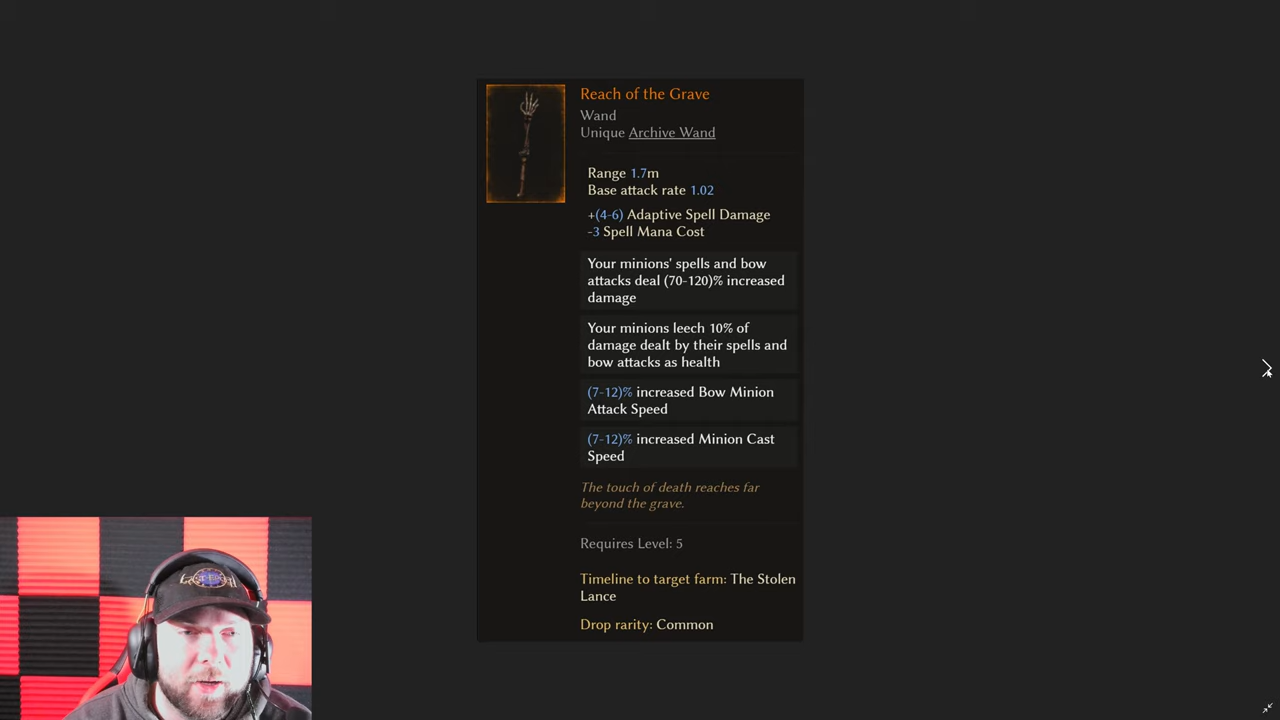 Reach of the Grave
Wand
Unique Archive Wand
Range 1.7m
Base attack rate 1.02
+(4-6) Adaptive Spell Damage
-3 Spell Mana Cost
Your minions' spells and bow
attacks deal (70-120)% increased
damage
Your minions leech 10% of
damage dealt by their spells and
bow attacks as health
(7-12)% increased Bow Minion
Attack Speed
(7-12)% increased Minion Cast
Speed
The touch of death reaches far
beyond the grave.
Requires Level: 5
Timeline to target farm: The Stolen
Lance
Drop rarity: Common